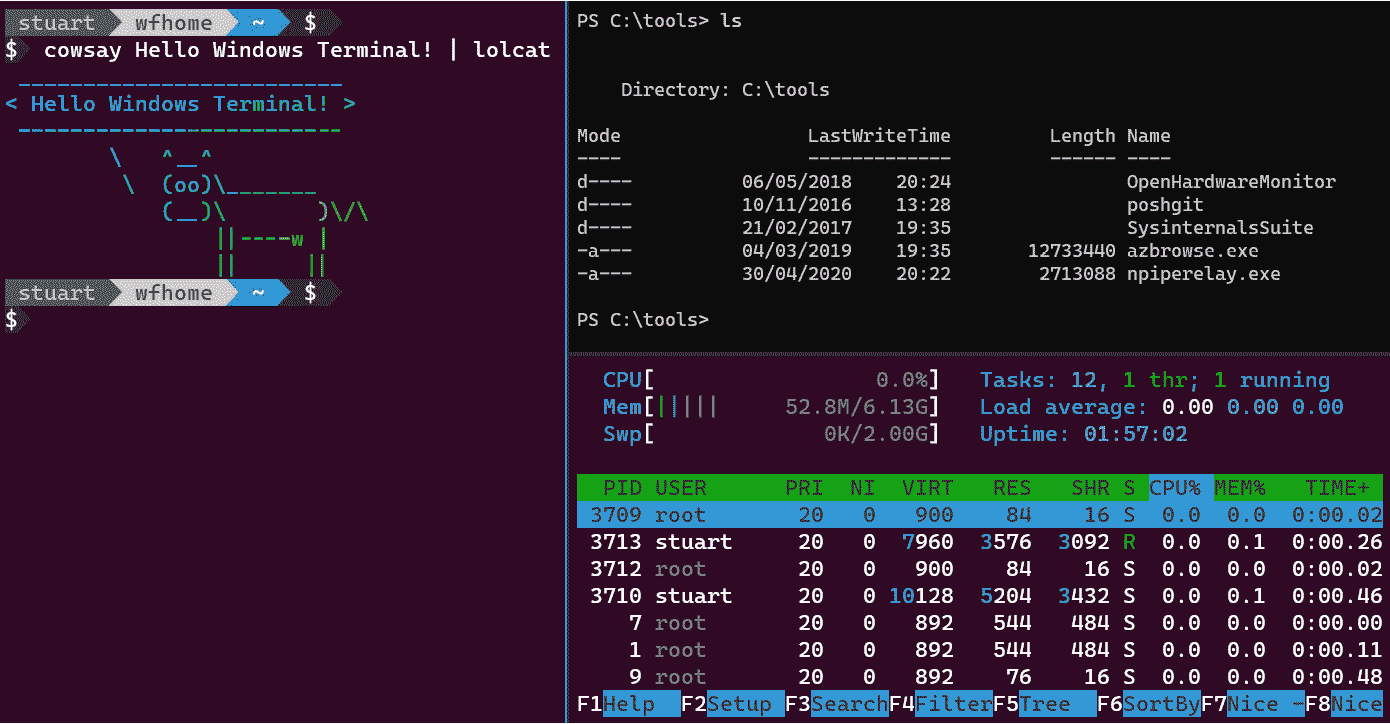 stuart wfhome ~ $
$ cowsay Hello Windows Terminal! | lolcat
 _________________________
< Hello Windows Terminal! >
 -------------------------
        \   ^__^
         \  (oo)\_______
            (__)\       )\/\
                ||----w |
                ||     ||
stuart wfhome ~ $
$
PS C:\tools> ls
    Directory: C:\tools
Mode                 LastWriteTime         Length Name
----                 -------------         ------ ----
d----          06/05/2018    20:24                OpenHardwareMonitor
d----          10/11/2016    13:28                poshgit
d----          21/02/2017    19:35                SysinternalsSuite
-a---          04/03/2019    19:35       12733440 azbrowse.exe
-a---          30/04/2020    20:22        2713088 npiperelay.exe
PS C:\tools>
CPU[                 0.0%]   Tasks: 12, 1 thr; 1 running
Mem[|||||     52.8M/6.13G]   Load average: 0.00 0.00 0.00
Swp[             0K/2.00G]   Uptime: 01:57:02
  PID USER      PRI  NI  VIRT   RES   SHR S CPU% MEM%   TIME+
 3709 root       20   0   900    84    16 S  0.0  0.0  0:00.02
 3713 stuart     20   0  7960  3576  3092 R  0.0  0.1  0:00.26
 3712 root       20   0   900    84    16 S  0.0  0.0  0:00.02
 3710 stuart     20   0 10128  5204  3432 S  0.0  0.1  0:00.46
    7 root       20   0   892   544   484 S  0.0  0.0  0:00.00
    1 root       20   0   892   544   484 S  0.0  0.0  0:00.11
    9 root       20   0   892    76    16 S  0.0  0.0  0:00.48
F1Help  F2Setup F3SearchF4FilterF5Tree  F6SortByF7Nice -F8Nice